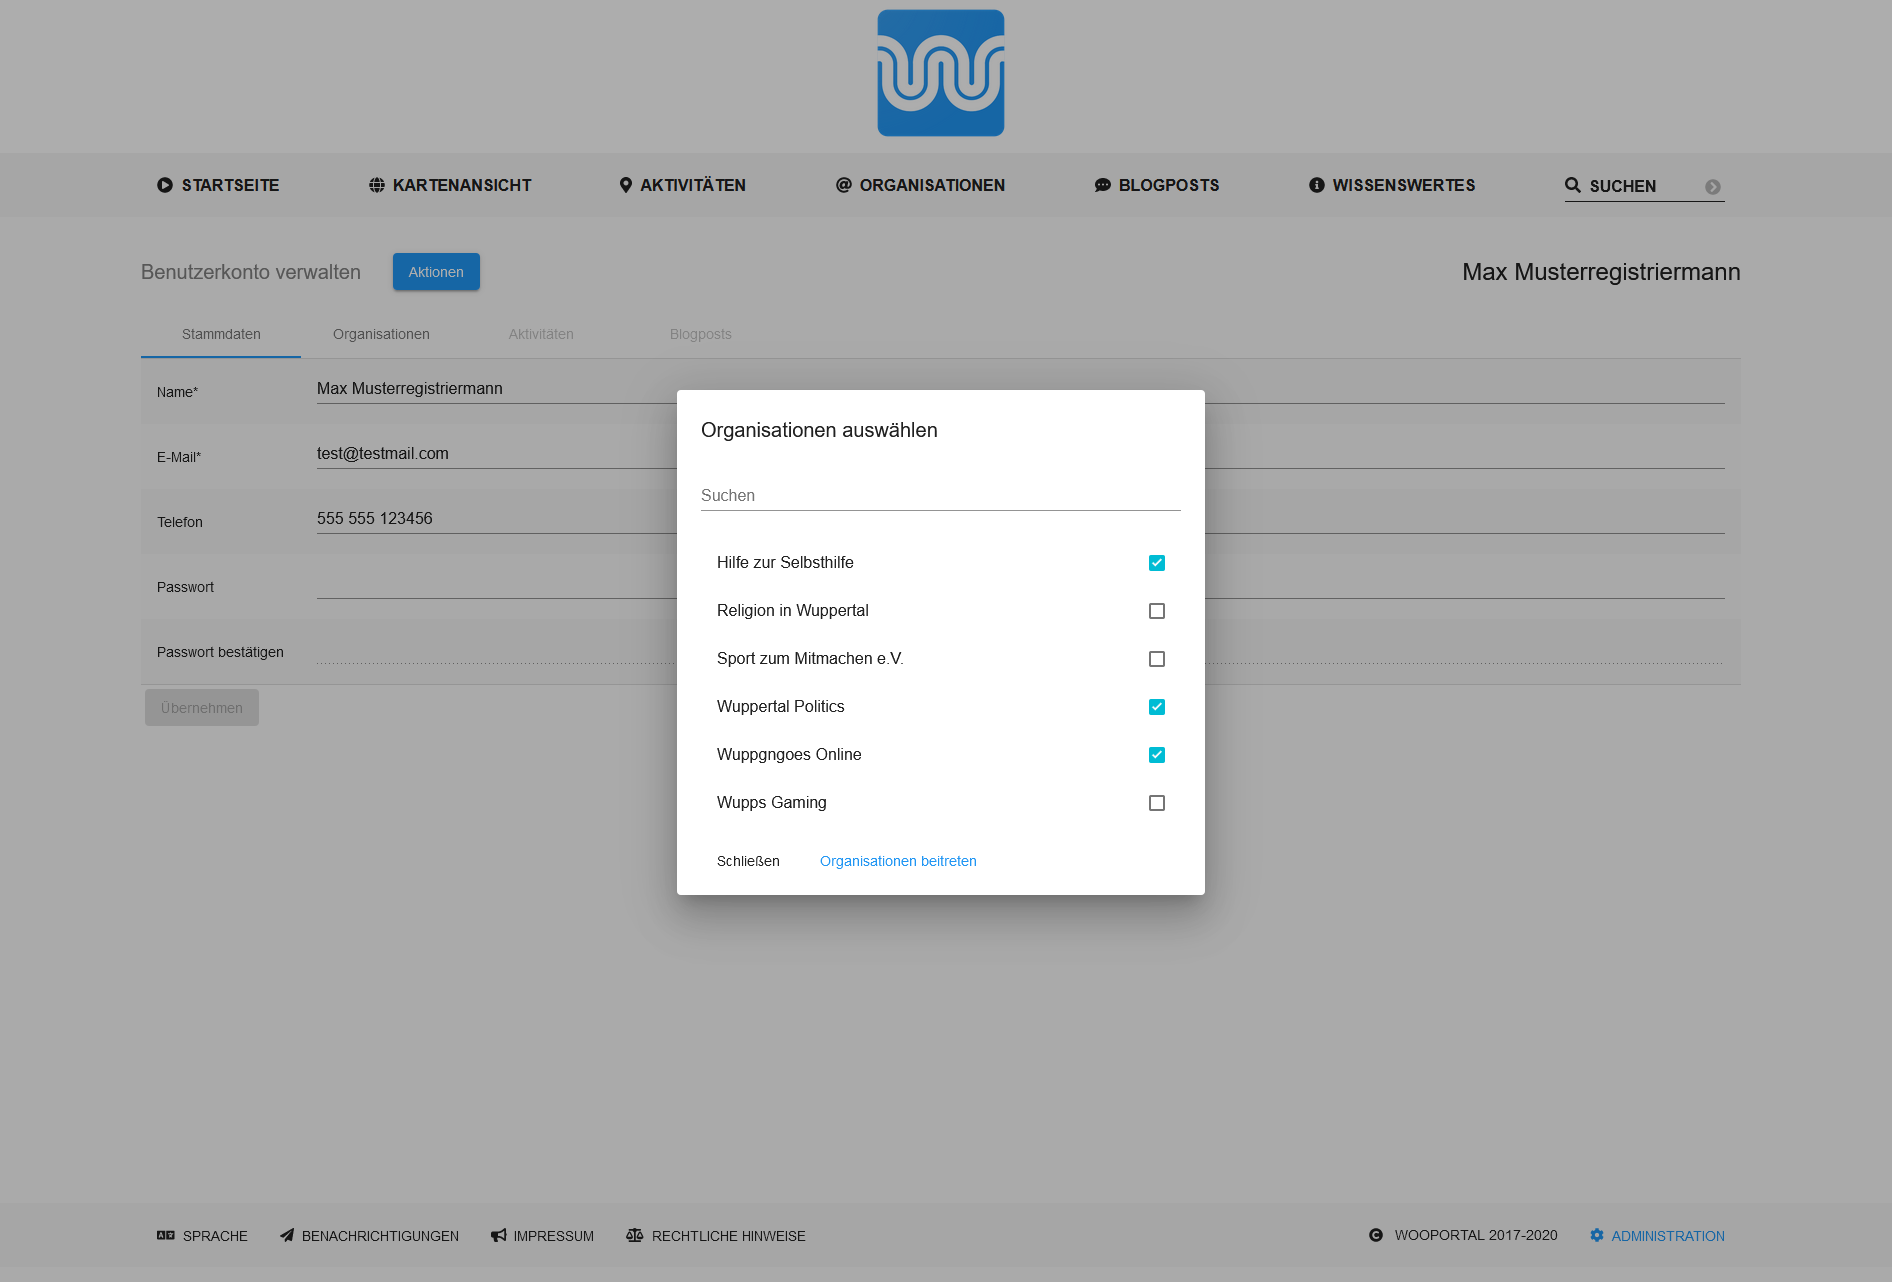 STARTSEITE KARTENANSICHT AKTIVITÄTEN ORGANISATIONEN BLOGPOSTS WISSENSWERTES SUCHEN
Benutzerkonto verwalten Aktionen Max Musterregistriermann
Stammdaten Organisationen Aktivitäten Blogposts
Name* Max Musterregistriermann
E-Mail* test@testmail.com
Telefon 555 555 123456
Passwort
Passwort bestätigen
Übernehmen
Organisationen auswählen
Suchen
Hilfe zur Selbsthilfe
Religion in Wuppertal
Sport zum Mitmachen e.V.
Wuppertal Politics
Wuppgngoes Online
Wupps Gaming
Schließen Organisationen beitreten
SPRACHE BENACHRICHTIGUNGEN IMPRESSUM RECHTLICHE HINWEISE WOOPORTAL 2017-2020 ADMINISTRATION